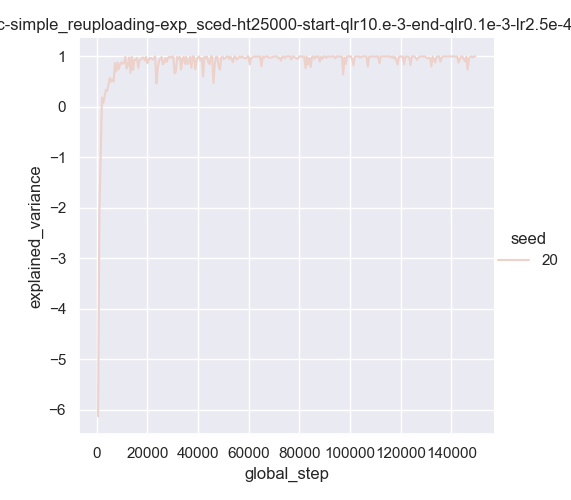 c-simple_reuploading-exp_sced-ht25000-start-qlr10.e-3-end-qlr0.1e-3-lr2.5e-4
1
0
−1
−2
−3
−4
−5
−6
explained_variance
0 20000 40000 60000 80000 100000 120000 140000
global_step
seed
20